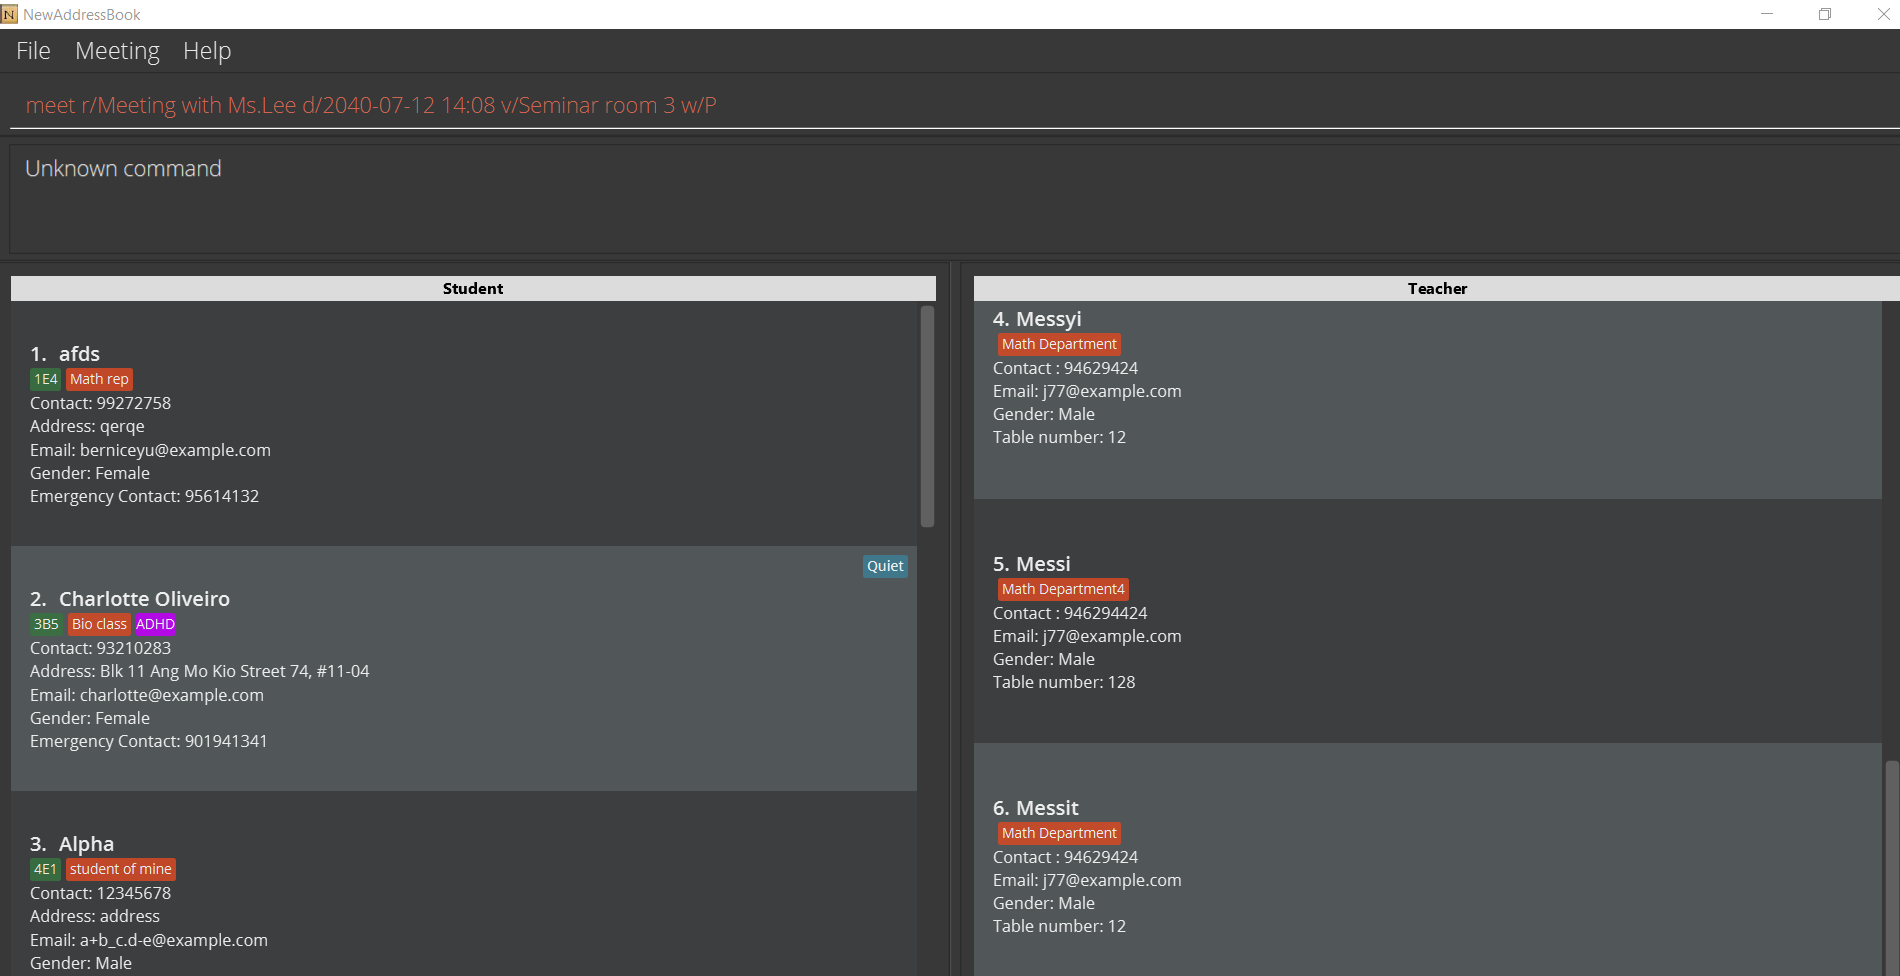 N NewAddressBook
File Meeting Help
meet r/Meeting with Ms.Lee d/2040-07-12 14:08 v/Seminar room 3 w/P
Unknown command
Student
1. afds
1E4 Math rep
Contact: 99272758
Address: qerqe
Email: berniceyu@example.com
Gender: Female
Emergency Contact: 95614132
Quiet
2. Charlotte Oliveiro
3B5 Bio class ADHD
Contact: 93210283
Address: Blk 11 Ang Mo Kio Street 74, #11-04
Email: charlotte@example.com
Gender: Female
Emergency Contact: 901941341
3. Alpha
4E1 student of mine
Contact: 12345678
Address: address
Email: a+b_c.d-e@example.com
Gender: Male
Teacher
4. Messyi
Math Department
Contact : 94629424
Email: j77@example.com
Gender: Male
Table number: 12
5. Messi
Math Department4
Contact : 946294424
Email: j77@example.com
Gender: Male
Table number: 128
6. Messit
Math Department
Contact : 94629424
Email: j77@example.com
Gender: Male
Table number: 12